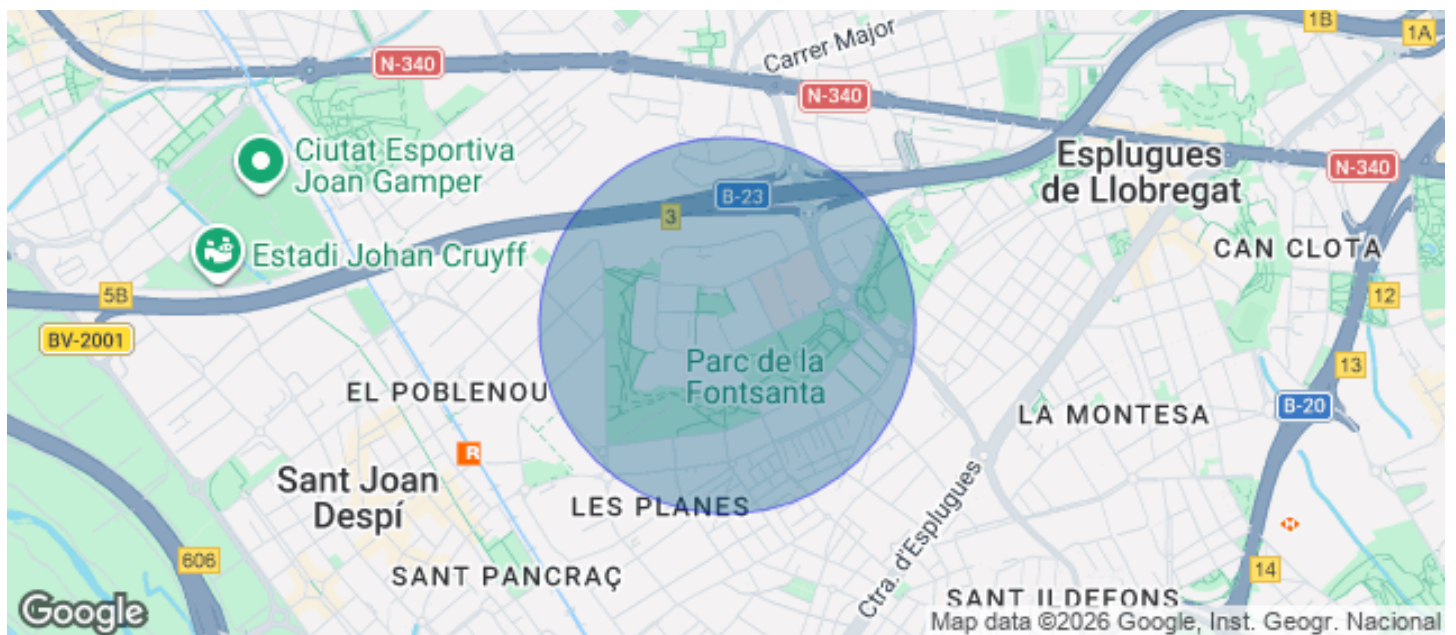 1B
1A
Carrer Major
N-340
N-340
Ciutat Esportiva
Joan Gamper
Esplugues
de Llobregat
N-340
B-23
3
Estadi Johan Cruyff
CAN CLOTA
5B
12
BV-2001
Parc de la
Fontsanta
13
EL POBLENOU
B-20
LA MONTESA
R
Sant Joan
Despí
LES PLANES
Ctra. d'Esplugues
H
606
SANT PANCRAÇ
14
SANT ILDEFONS
Google
Map data ©2026 Google, Inst. Geogr. Nacional